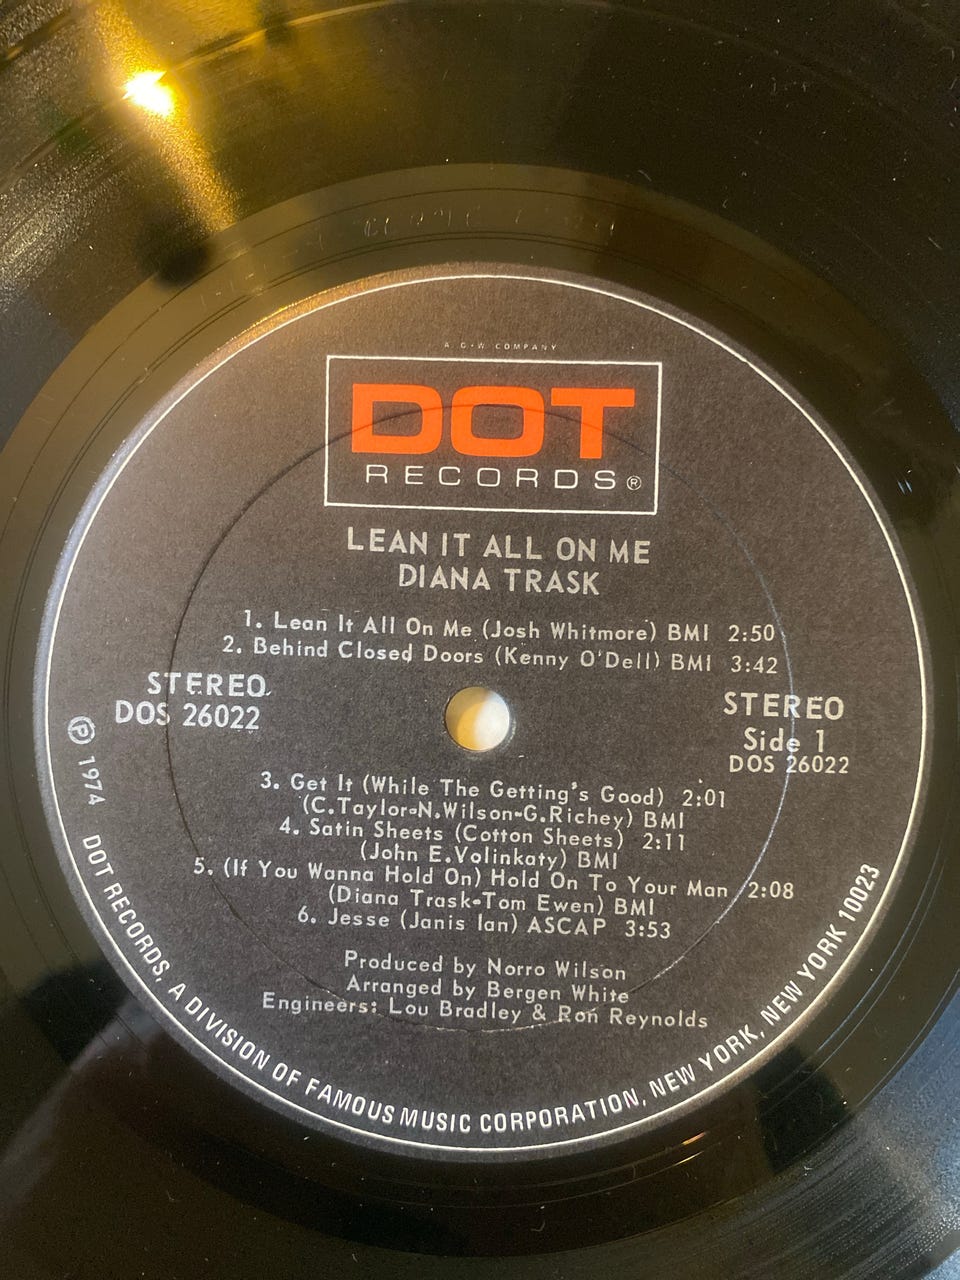 A G+W COMPANY
DOT
RECORDS®
LEAN IT ALL ON ME
DIANA TRASK
1. Lean It All On Me (Josh Whitmore) BMI 2:50
2. Behind Closed Doors (Kenny O'Dell) BMI 3:42
STEREO
DOS 26022
STEREO
Side 1
DOS 26022
3. Get It (While The Getting's Good) 2:01
(C.Taylor-N.Wilson-G.Richey) BMI
4. Satin Sheets (Cotton Sheets) 2:11
(John E.Volinkaty) BMI
5. (If You Wanna Hold On) Hold On To Your Man 2:08
(Diana Trask-Tom Ewen) BMI
6. Jesse (Janis Ian) ASCAP 3:53
Produced by Norro Wilson
Arranged by Bergen White
Engineers: Lou Bradley & Ron Reynolds
℗ 1974 DOT RECORDS, A DIVISION OF FAMOUS MUSIC CORPORATION, NEW YORK, NEW YORK 10023